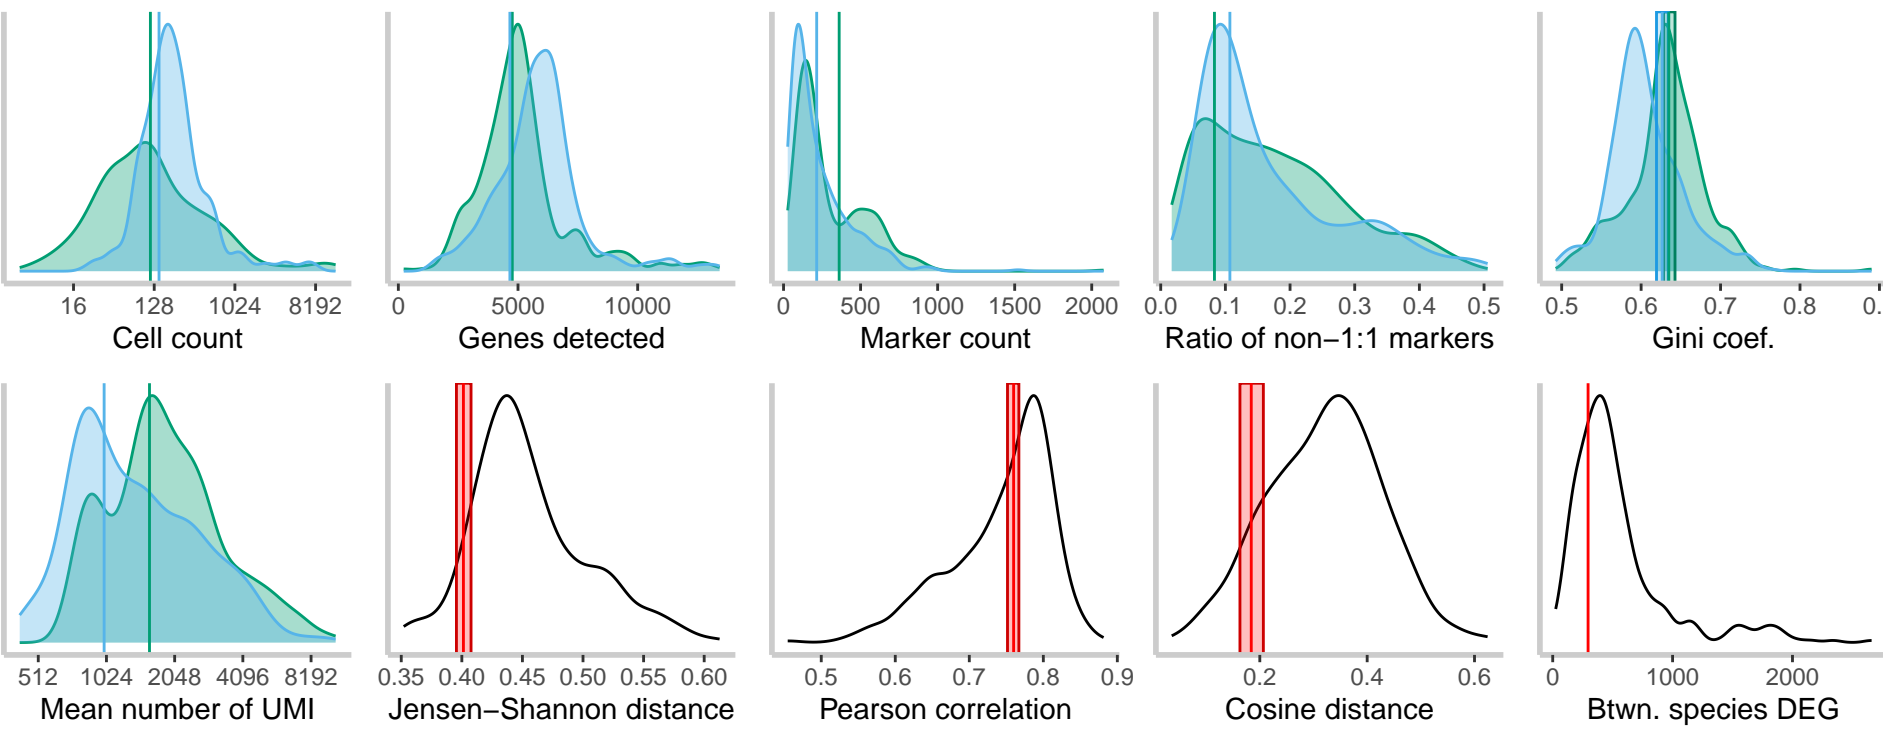 16 128 1024 8192
Cell count
0 5000 10000
Genes detected
0 500 1000 1500 2000
Marker count
0.0 0.1 0.2 0.3 0.4 0.5
Ratio of non−1:1 markers
0.5 0.6 0.7 0.8 0.
Gini coef.
512 1024 2048 4096 8192
Mean number of UMI
0.35 0.40 0.45 0.50 0.55 0.60
Jensen−Shannon distance
0.5 0.6 0.7 0.8 0.9
Pearson correlation
0.2 0.4 0.6
Cosine distance
0 1000 2000
Btwn. species DEG